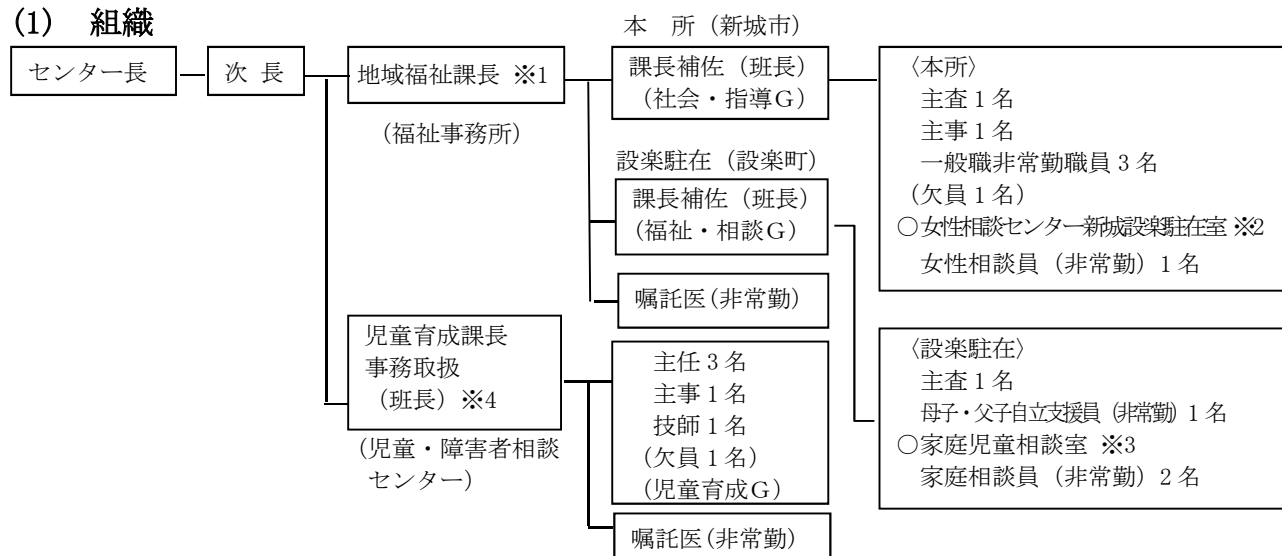 (1) 組織
センター長
次 長
地域福祉課長 ※1
(福祉事務所)
本 所（新城市）
課長補佐（班長）
（社会・指導G）
設楽駐在（設楽町）
課長補佐（班長）
（福祉・相談G）
嘱託医(非常勤)
〈本所〉
主査 1 名
主事 1 名
一般職非常勤職員 3 名
(欠員 1 名)
○女性相談センター新城設楽駐在室 ※2
女性相談員（非常勤）1 名
〈設楽駐在〉
主査 1 名
母子・父子自立支援員（非常勤）1 名
○家庭児童相談室 ※3
家庭相談員（非常勤）2 名
児童育成課長
事務取扱
（班長）※4
(児童・障害者相談
センター)
主任 3 名
主事 1 名
技師 1 名
(欠員 1 名)
(児童育成G)
嘱託医(非常勤)